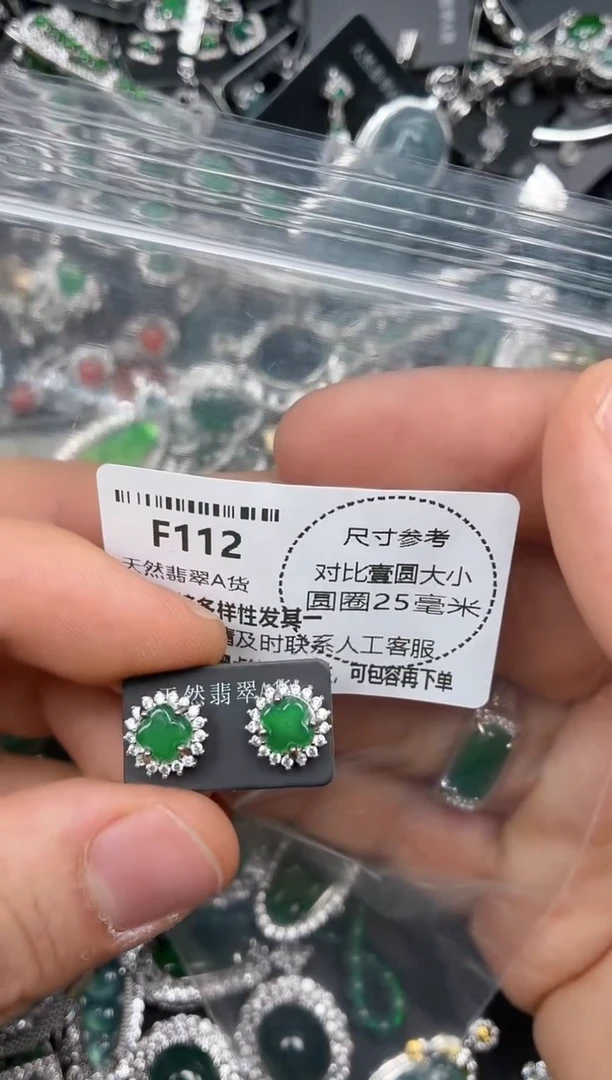 F112
天然翡翠A货
多样性发其一
及时联系人工客服
，可包容再下单
尺寸参考
对比壹圆大小
圆圈25毫米
天然翡翠A货